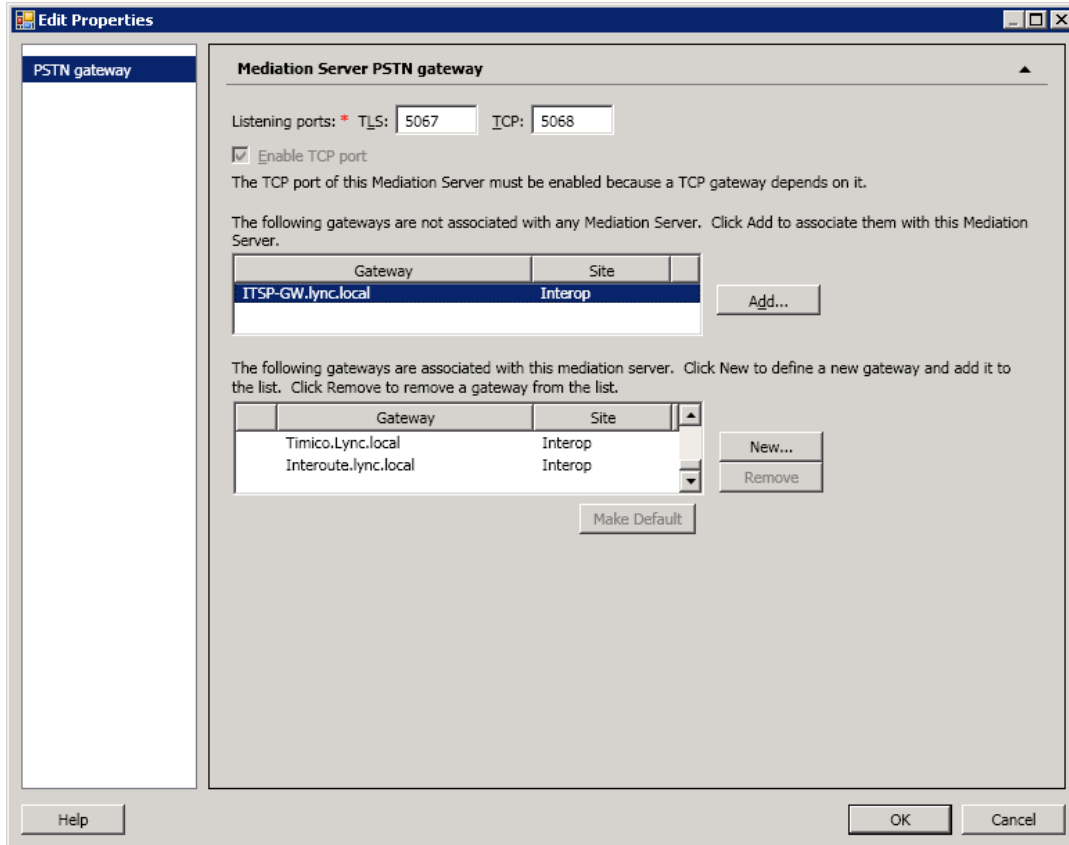 Edit Properties
PSTN gateway
Mediation Server PSTN gateway
Listening ports: * TLS: 5067 TCP: 5068
Enable TCP port
The TCP port of this Mediation Server must be enabled because a TCP gateway depends on it.
The following gateways are not associated with any Mediation Server. Click Add to associate them with this Mediation
Server.
Gateway Site
ITSP-GW.lync.local Interop
Add...
The following gateways are associated with this mediation server. Click New to define a new gateway and add it to
the list. Click Remove to remove a gateway from the list.
Gateway Site
Timico.Lync.local Interop
Interoute.lync.local Interop
New...
Remove
Make Default
Help OK Cancel